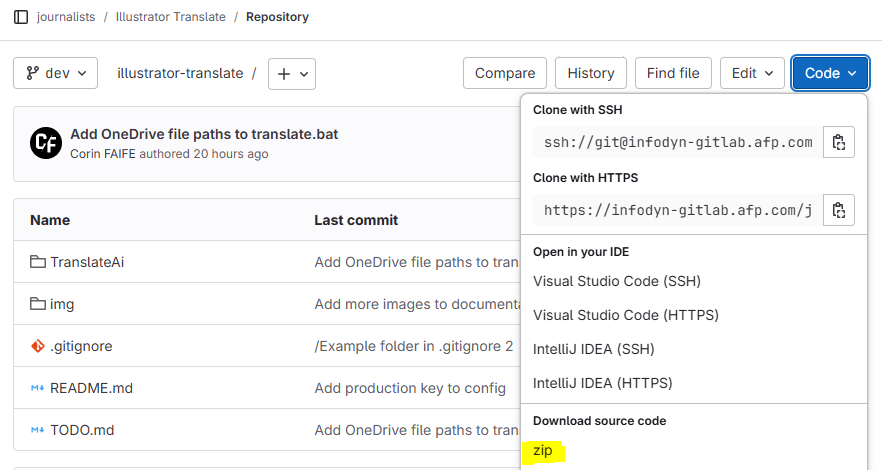 journalists / Illustrator Translate / Repository
dev
illustrator-translate /
+
Compare
History
Find file
Edit
Code
CF
Add OneDrive file paths to translate.bat
Corin FAIFE authored 20 hours ago
Clone with SSH
ssh://git@infodyn-gitlab.afp.com
Clone with HTTPS
https://infodyn-gitlab.afp.com/j
Open in your IDE
Visual Studio Code (SSH)
Visual Studio Code (HTTPS)
IntelliJ IDEA (SSH)
IntelliJ IDEA (HTTPS)
Download source code
zip
Name Last commit
TranslateAi Add OneDrive file paths to tran
img Add more images to documenta
.gitignore /Example folder in .gitignore 2
M↓ README.md Add production key to config
M↓ TODO.md Add OneDrive file paths to tran